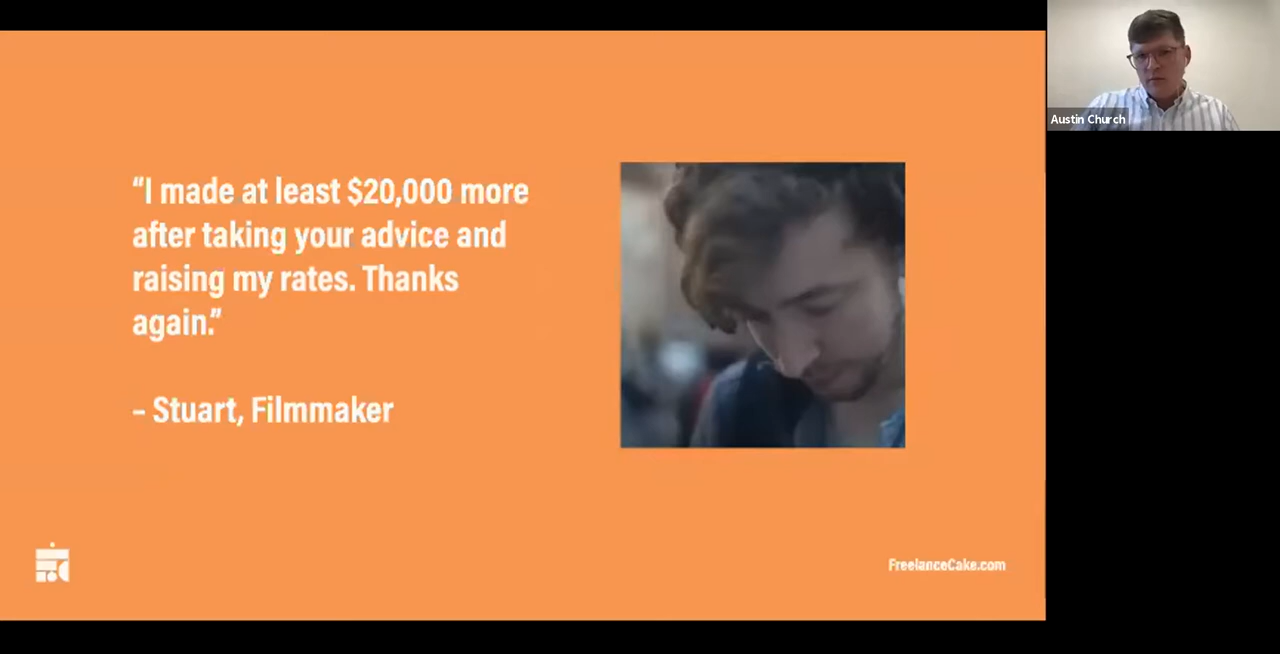 “I made at least $20,000 more
after taking your advice and
raising my rates. Thanks
again.”
– Stuart, Filmmaker
FreelanceCake.com
Austin Church